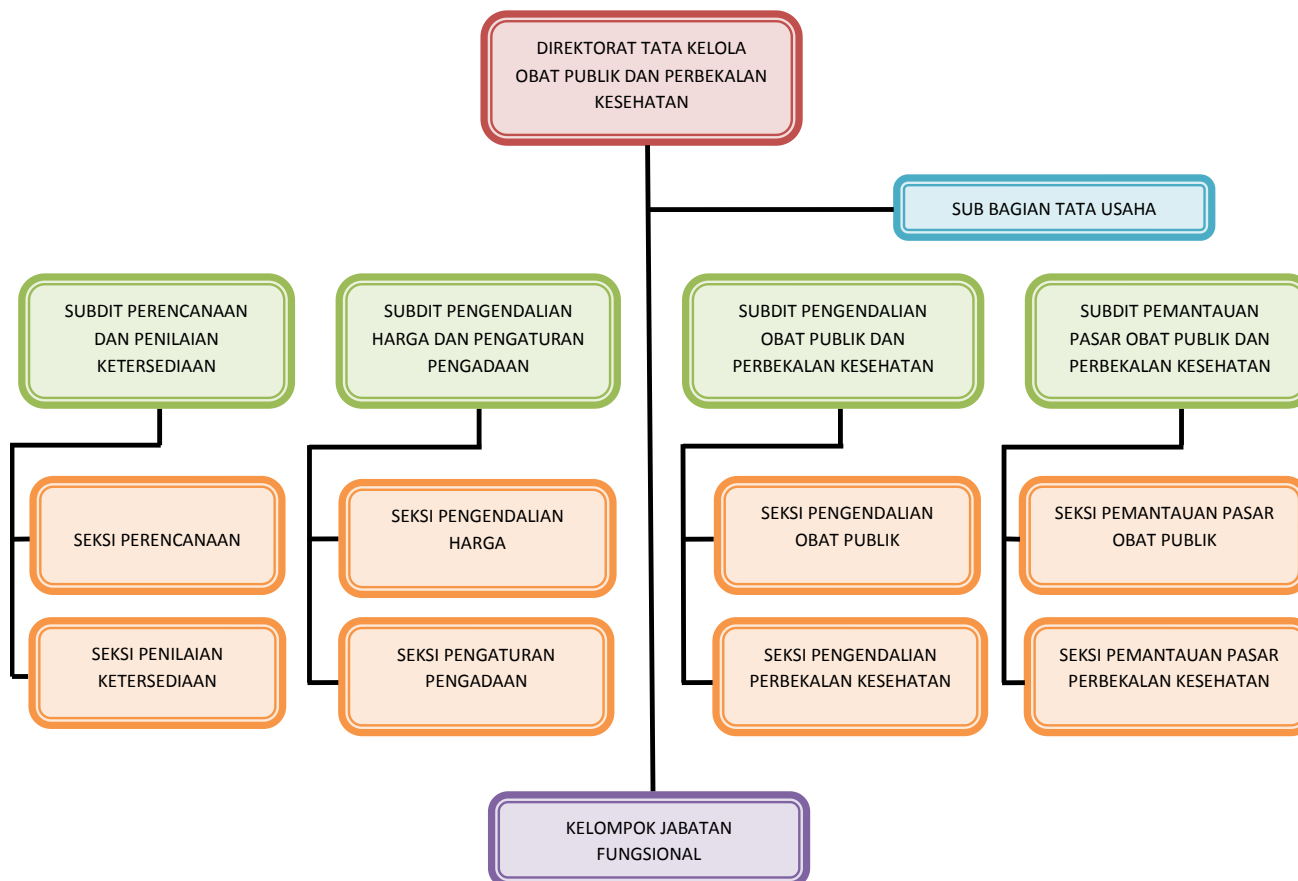 DIREKTORAT TATA KELOLA
OBAT PUBLIK DAN PERBEKALAN
KESEHATAN
SUB BAGIAN TATA USAHA
SUBDIT PERENCANAAN
DAN PENILAIAN
KETERSEDIAAN
SUBDIT PENGENDALIAN
HARGA DAN PENGATURAN
PENGADAAN
SUBDIT PENGENDALIAN
OBAT PUBLIK DAN
PERBEKALAN KESEHATAN
SUBDIT PEMANTAUAN
PASAR OBAT PUBLIK DAN
PERBEKALAN KESEHATAN
SEKSI PERENCANAAN
SEKSI PENGENDALIAN
HARGA
SEKSI PENGENDALIAN
OBAT PUBLIK
SEKSI PEMANTAUAN PASAR
OBAT PUBLIK
SEKSI PENILAIAN
KETERSEDIAAN
SEKSI PENGATURAN
PENGADAAN
SEKSI PENGENDALIAN
PERBEKALAN KESEHATAN
SEKSI PEMANTAUAN PASAR
PERBEKALAN KESEHATAN
KELOMPOK JABATAN
FUNGSIONAL